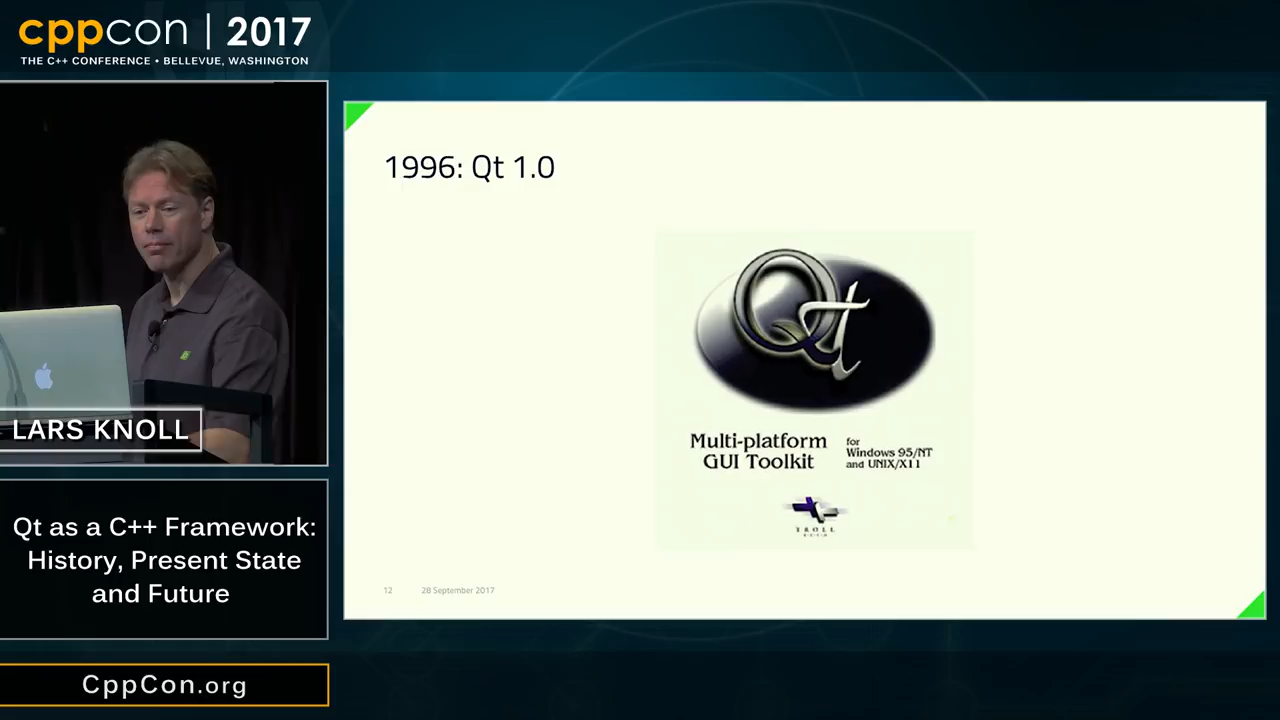 cppcon | 2017
THE C++ CONFERENCE • BELLEVUE, WASHINGTON
LARS KNOLL
Qt as a C++ Framework:
History, Present State
and Future
CppCon.org
1996: Qt 1.0
Qt
Multi-platform
GUI Toolkit
for
Windows 95/NT
and UNIX/X11
TROLL
12 28 September 2017